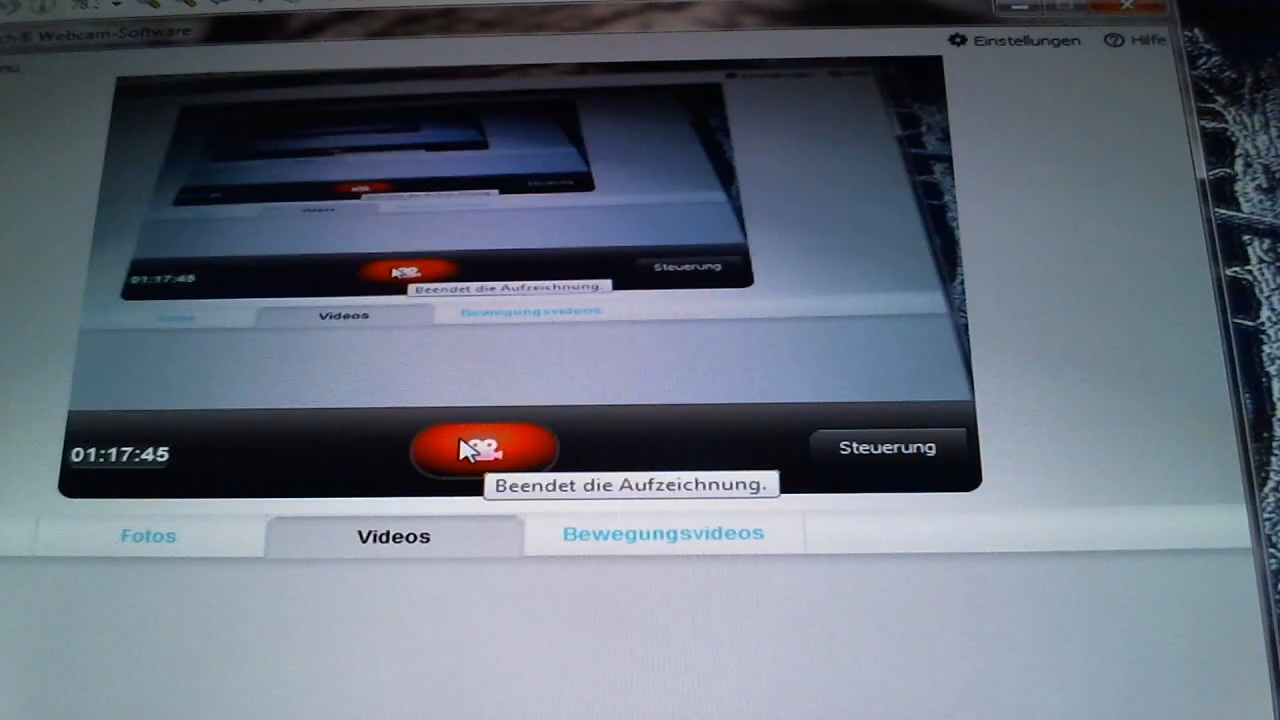 Webcam-Software
Einstellungen Hilfe
01:17:45 Steuerung
Beendet die Aufzeichnung.
Fotos Videos Bewegungsvideos
01:17:45 Steuerung
Beendet die Aufzeichnung.
Fotos Videos Bewegungsvideos